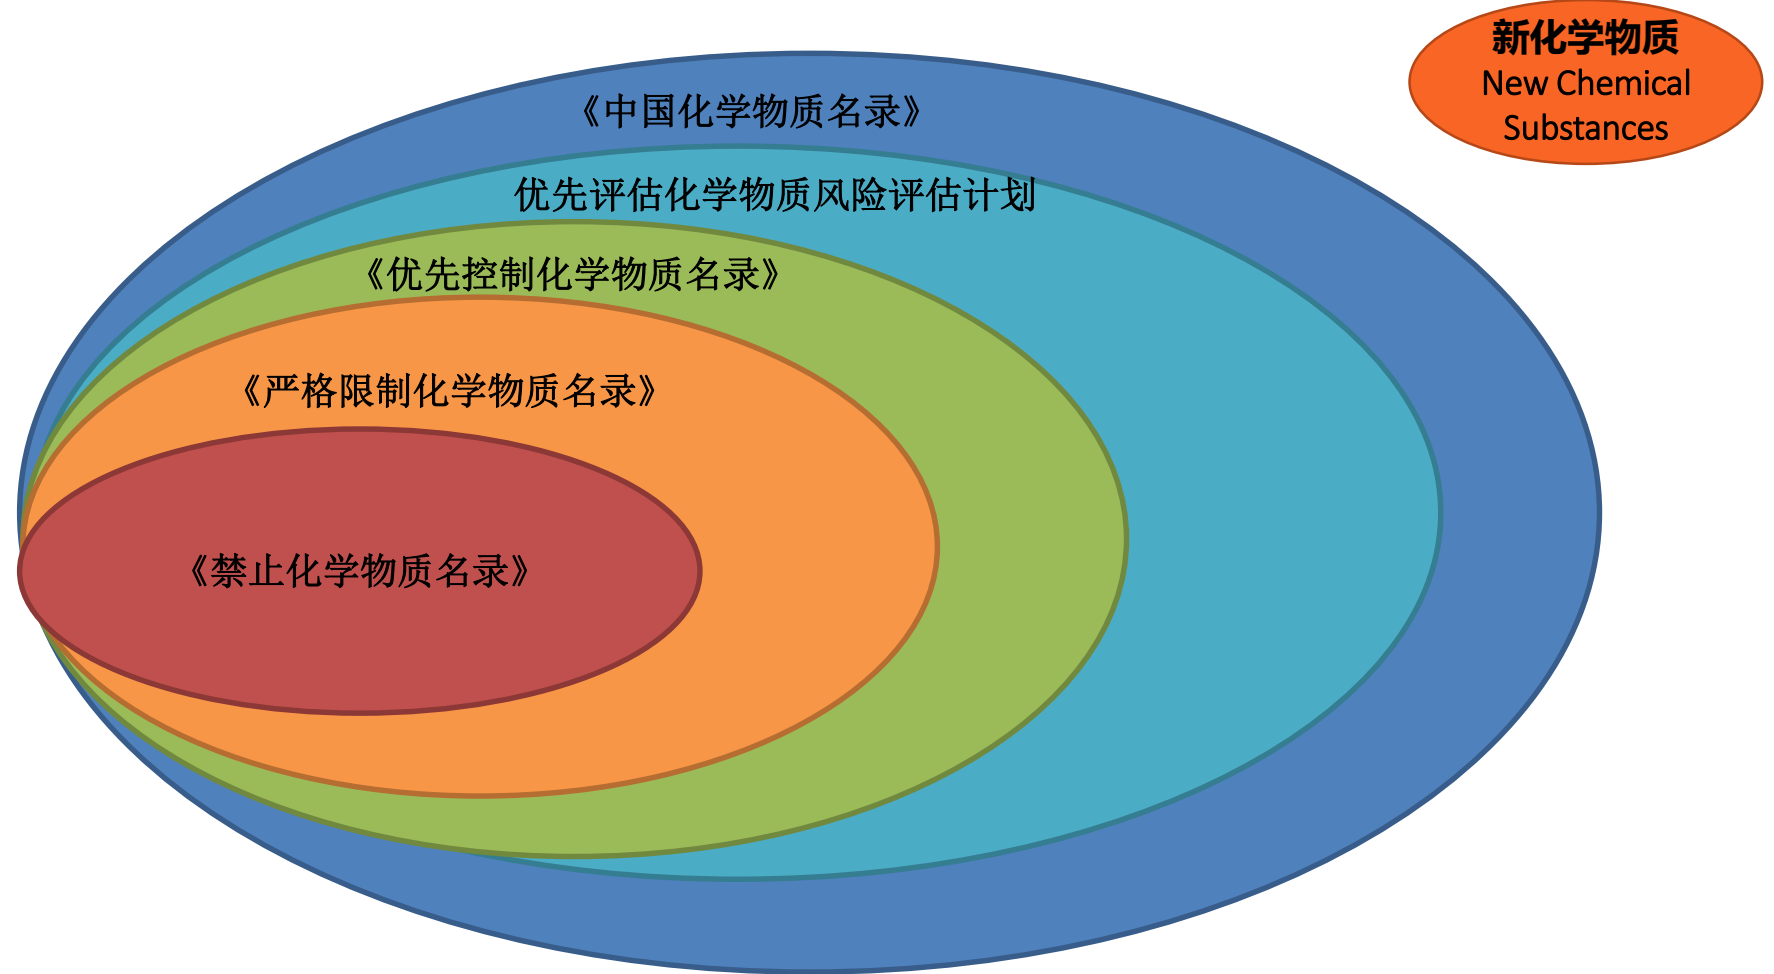 新化学物质
New Chemical
Substances
《中国化学物质名录》
优先评估化学物质风险评估计划
《优先控制化学物质名录》
《严格限制化学物质名录》
《禁止化学物质名录》